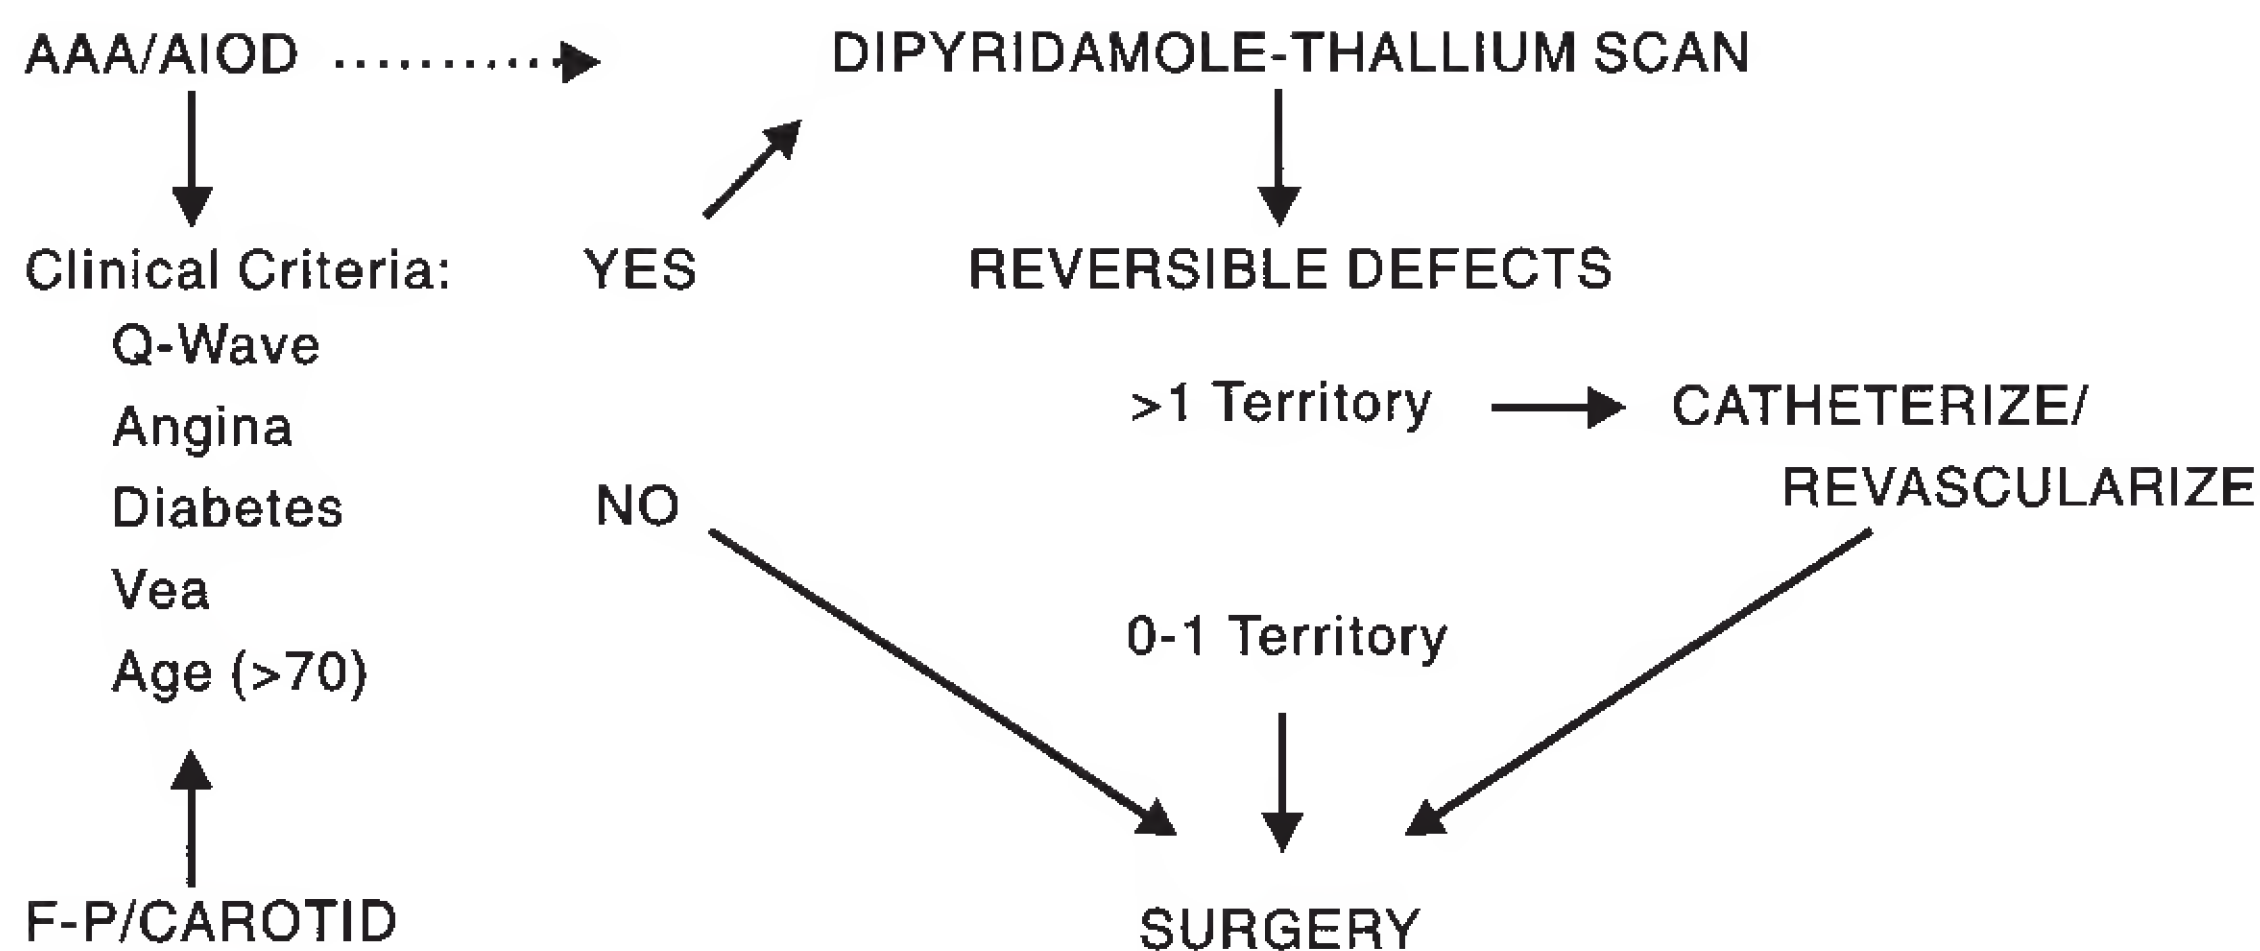 AAA/AIOD
DIPYRIDAMOLE-THALLIUM SCAN
Clinical Criteria:
YES
REVERSIBLE DEFECTS
Q-Wave
>1 Territory
CATHETERIZE/
Angina
REVASCULARIZE
Diabetes
NO
Vea
0-1 Territory
Age (>70)
F-P/CAROTID
SURGERY